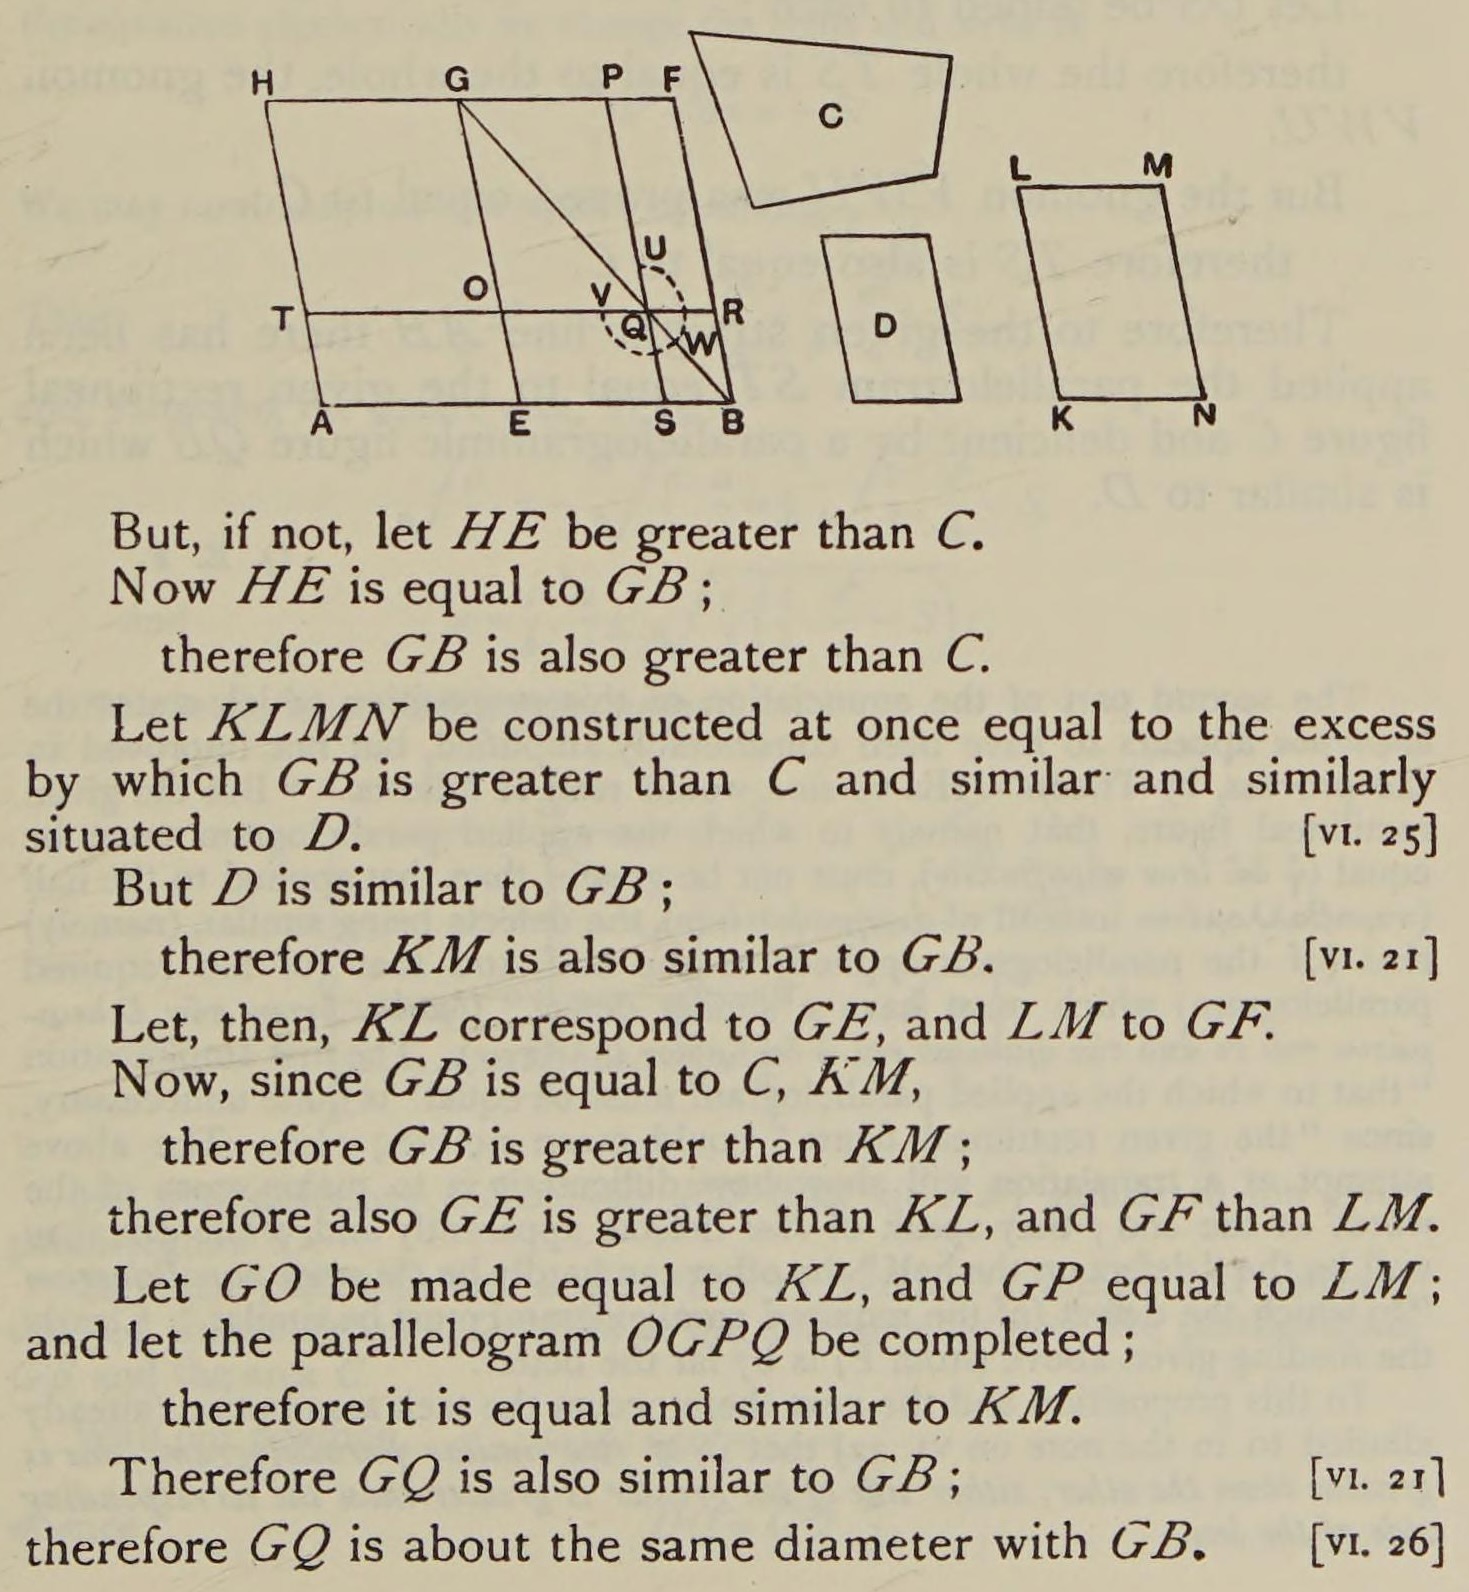 H G P F
C
L M
U
O V
T Q R
W
D
A E S B
K N
But, if not, let HE be greater than C.
Now HE is equal to GB ;
therefore GB is also greater than C.
Let KLMN be constructed at once equal to the excess
by which GB is greater than C and similar and similarly
situated to D. [VI. 25]
But D is similar to GB ;
therefore KM is also similar to GB. [VI. 21]
Let, then, KL correspond to GE, and LM to GF.
Now, since GB is equal to C, KM,
therefore GB is greater than KM ;
therefore also GE is greater than KL, and GF than LM.
Let GO be made equal to KL, and GP equal to LM ;
and let the parallelogram OGPQ be completed ;
therefore it is equal and similar to KM.
Therefore GQ is also similar to GB ; [VI. 21]
therefore GQ is about the same diameter with GB. [VI. 26]